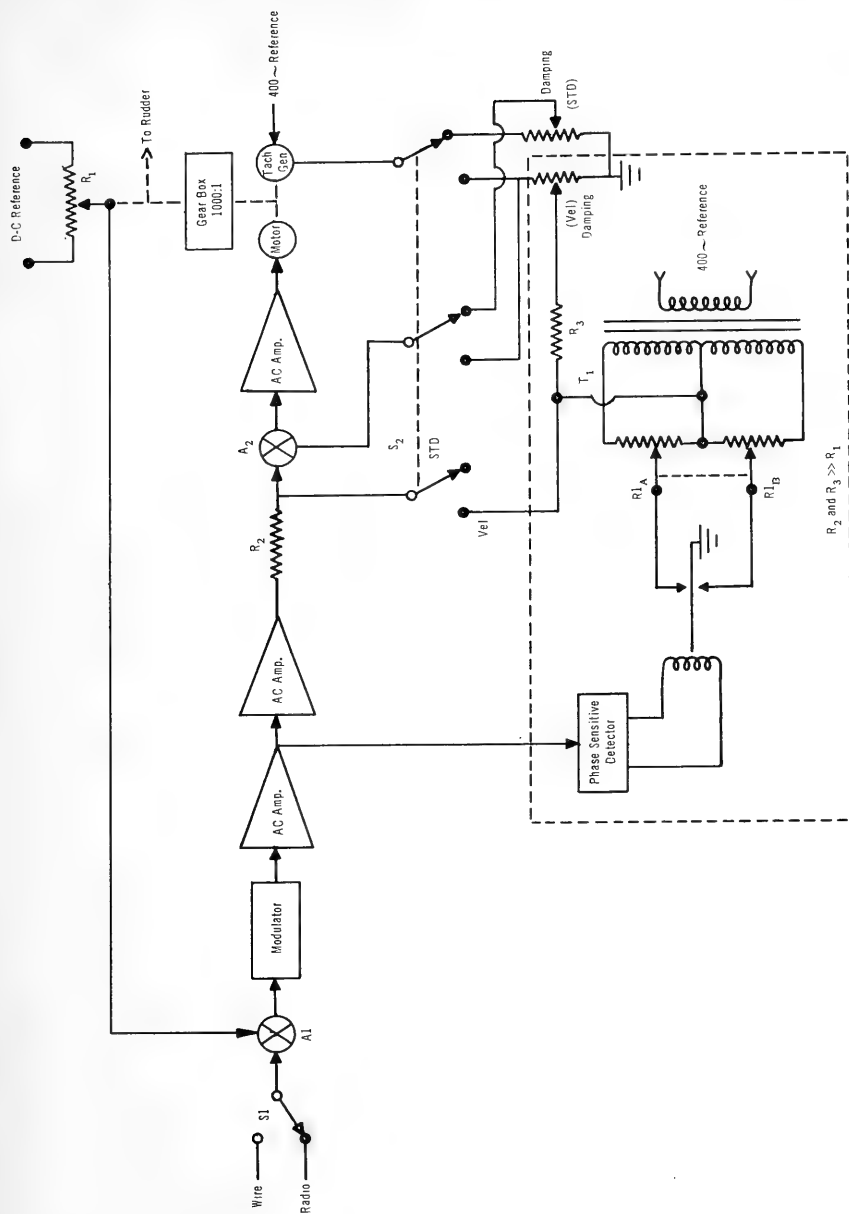 D-C Reference
R1
To Rudder
400~ Reference
Gear Box
1000:1
Tach
Gen
Motor
AC Amp.
A2
R2
AC Amp.
AC Amp.
Modulator
A1
S1
Wire
Radio
S2
STD
Vel
Damping
(STD)
(Vel)
Damping
R3
400~ Reference
T1
R1A
R1B
Phase Sensitive
Detector
R2 and R3 >> R1